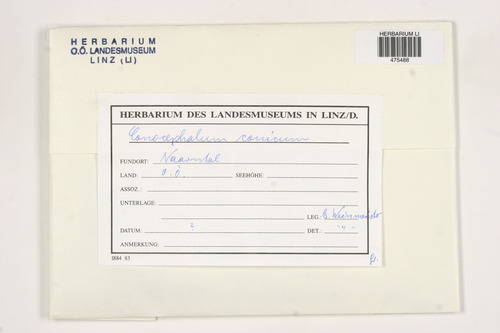 HERBARIUM
O.Ö. LANDESMUSEUM
LINZ (LI)
HERBARIUM LI
475488
HERBARIUM DES LANDESMUSEUMS IN LINZ/D.
Conocephalum conicum
FUNDORT: Naarntal
LAND: O.Ö. SEEHÖHE:
ASSOZ.:
UNTERLAGE:
LEG.:
DATUM: ? DET.: -"-
ANMERKUNG:
I884 83